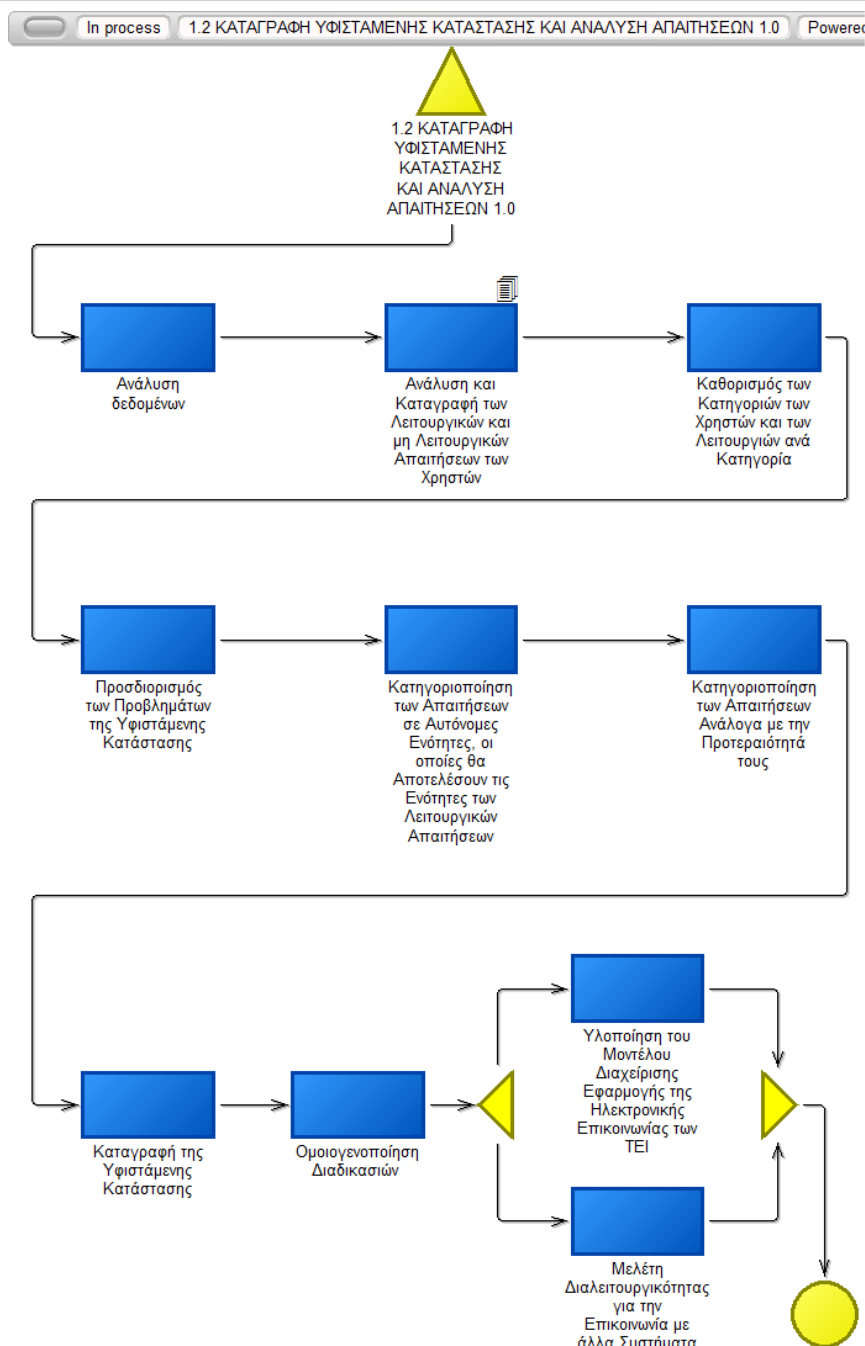 In process
1.2 ΚΑΤΑΓΡΑΦΗ ΥΦΙΣΤΑΜΕΝΗΣ ΚΑΤΑΣΤΑΣΗΣ ΚΑΙ ΑΝΑΛΥΣΗ ΑΠΑΙΤΗΣΕΩΝ 1.0
Powered
1.2 ΚΑΤΑΓΡΑΦΗ
ΥΦΙΣΤΑΜΕΝΗΣ
ΚΑΤΑΣΤΑΣΗΣ
ΚΑΙ ΑΝΑΛΥΣΗ
ΑΠΑΙΤΗΣΕΩΝ 1.0
Ανάλυση
δεδομένων
Ανάλυση και
Καταγραφή των
Λειτουργικών και
μη Λειτουργικών
Απαιτήσεων των
Χρηστών
Καθορισμός των
Κατηγοριών των
Χρηστών και των
Λειτουργιών ανά
Κατηγορία
Προσδιορισμός
των Προβλημάτων
της Υφιστάμενης
Κατάστασης
Κατηγοριοποίηση
των Απαιτήσεων
σε Αυτόνομες
Ενότητες, οι
οποίες θα
Αποτελέσουν τις
Ενότητες των
Λειτουργικών
Απαιτήσεων
Κατηγοριοποίηση
των Απαιτήσεων
Ανάλογα με την
Προτεραιότητά
τους
Καταγραφή της
Υφιστάμενης
Κατάστασης
Ομοιογενοποίηση
Διαδικασιών
Υλοποίηση του
Μοντέλου
Διαχείρισης
Εφαρμογής της
Ηλεκτρονικής
Επικοινωνίας των
ΤΕΙ
Μελέτη
Διαλειτουργικότητας
για την
Επικοινωνία με
άλλα Συστήματα